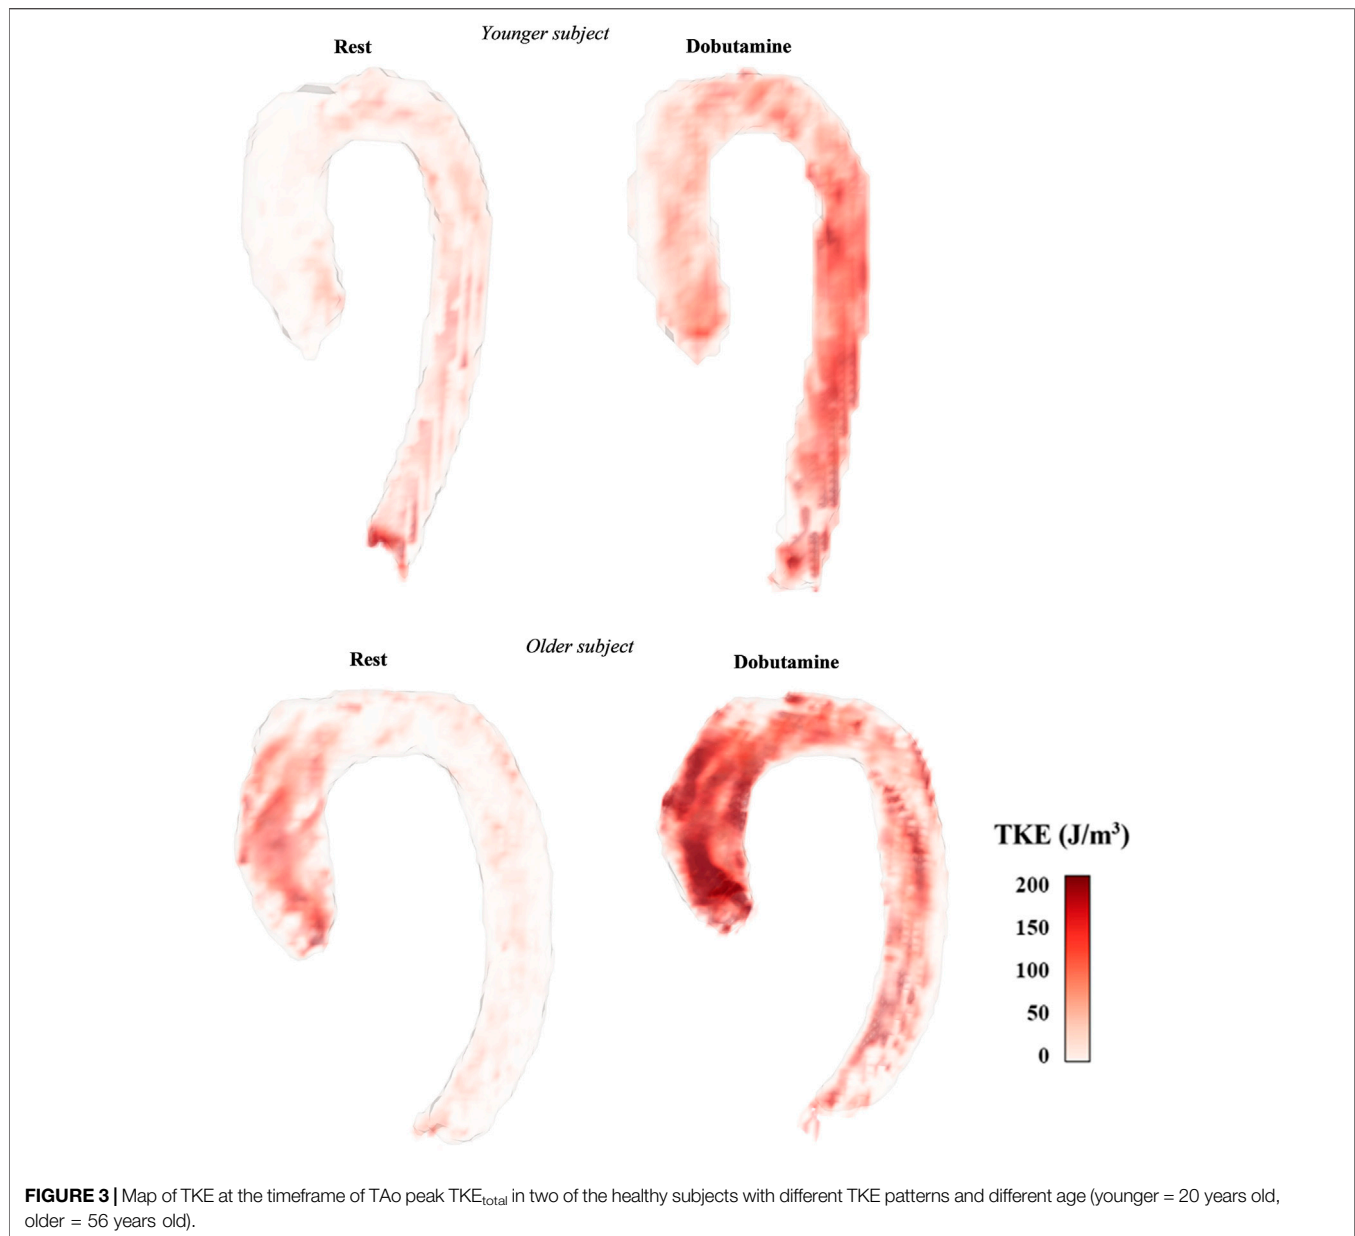 Younger subject
Rest
Dobutamine
Older subject
Rest
Dobutamine
TKE (J/m³)
200
150
100
50
0
FIGURE 3 | Map of TKE at the timeframe of TAo peak TKEtotal in two of the healthy subjects with different TKE patterns and different age (younger = 20 years old,
older = 56 years old).